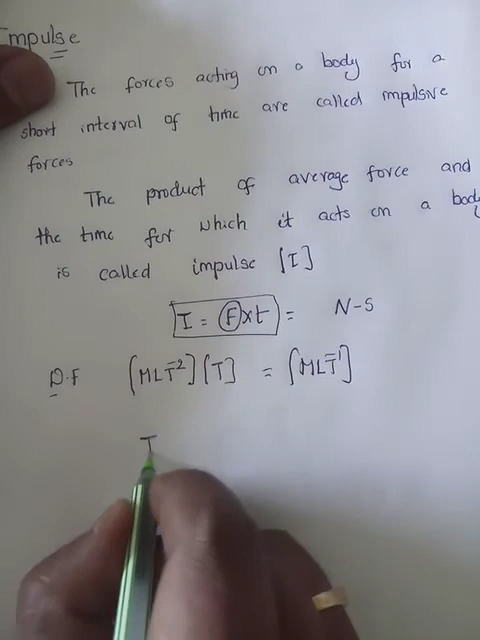 Impulse
The forces acting on a body for a
short interval of time are called impulsive
forces
The product of average force and
the time for which it acts on a body
is called impulse [I]
I = F×t = N-S
D.F [MLT⁻²][T] = [MLT⁻¹]
I